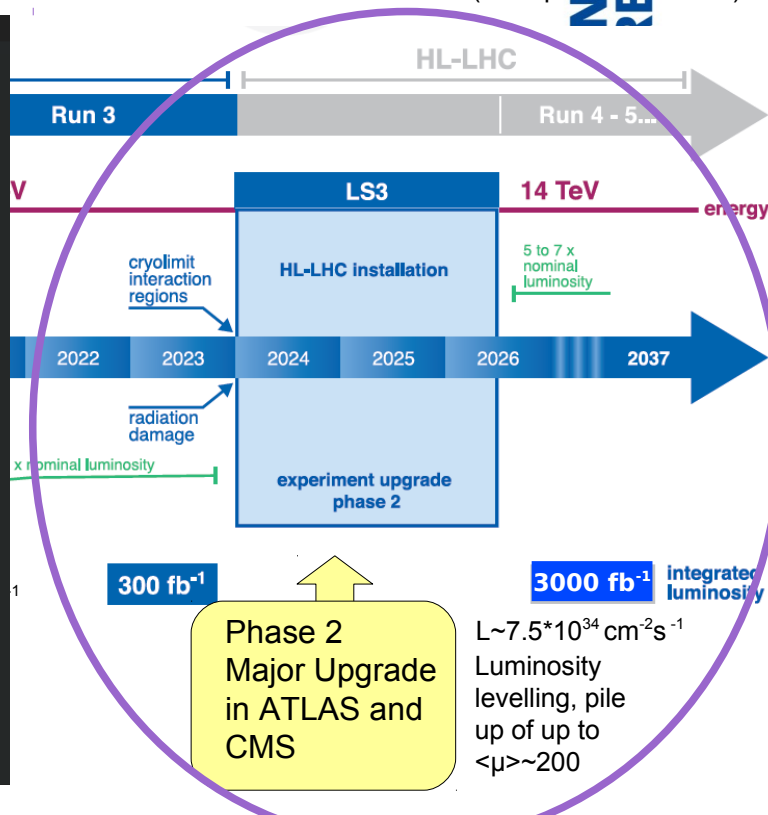 HL-LHC
Run 3
Run 4 - 5...
V
LS3
14 TeV
energy
cryolimit
interaction
regions
HL-LHC installation
5 to 7 x
nominal
luminosity
2022
2023
2024
2025
2026
2037
radiation
damage
x nominal luminosity
experiment upgrade
phase 2
300 fb⁻¹
3000 fb⁻¹
integrated
luminosity
Phase 2
Major Upgrade
in ATLAS and
CMS
L~7.5*10³⁴ cm⁻²s⁻¹
Luminosity
levelling, pile
up of up to
<µ>~200